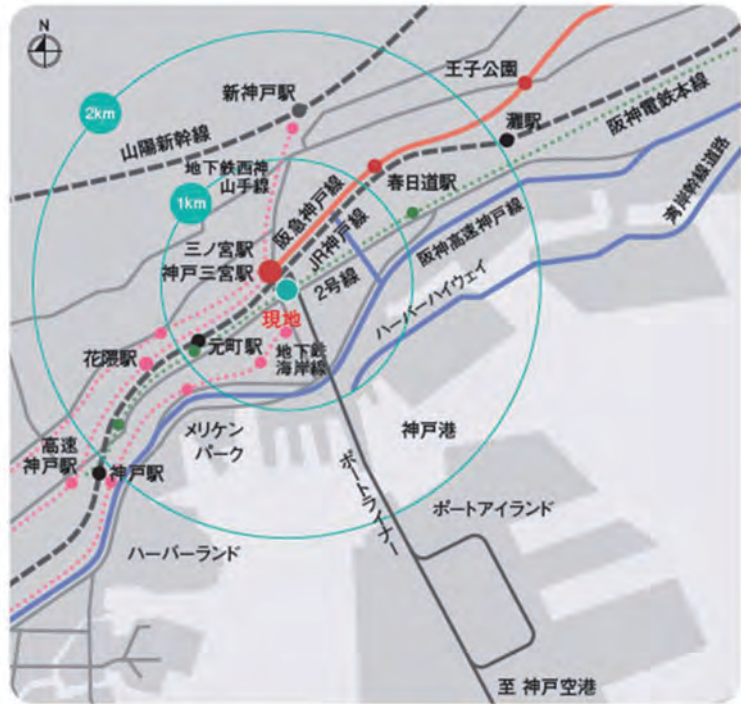 N
王子公園
新神戸駅
2km
灘駅
阪神電鉄本線
山陽新幹線
地下鉄西神
山手線
春日道駅
1km
阪急神戸線
JR神戸線
湾岸幹線道路
阪神高速神戸線
三ノ宮駅
神戸三宮駅
2号線
ハーバーハイウェイ
現地
元町駅
花隈駅
地下鉄
海岸線
メリケン
パーク
神戸港
高速
神戸駅
神戸駅
ポートライナー
ポートアイランド
ハーバーランド
至 神戸空港